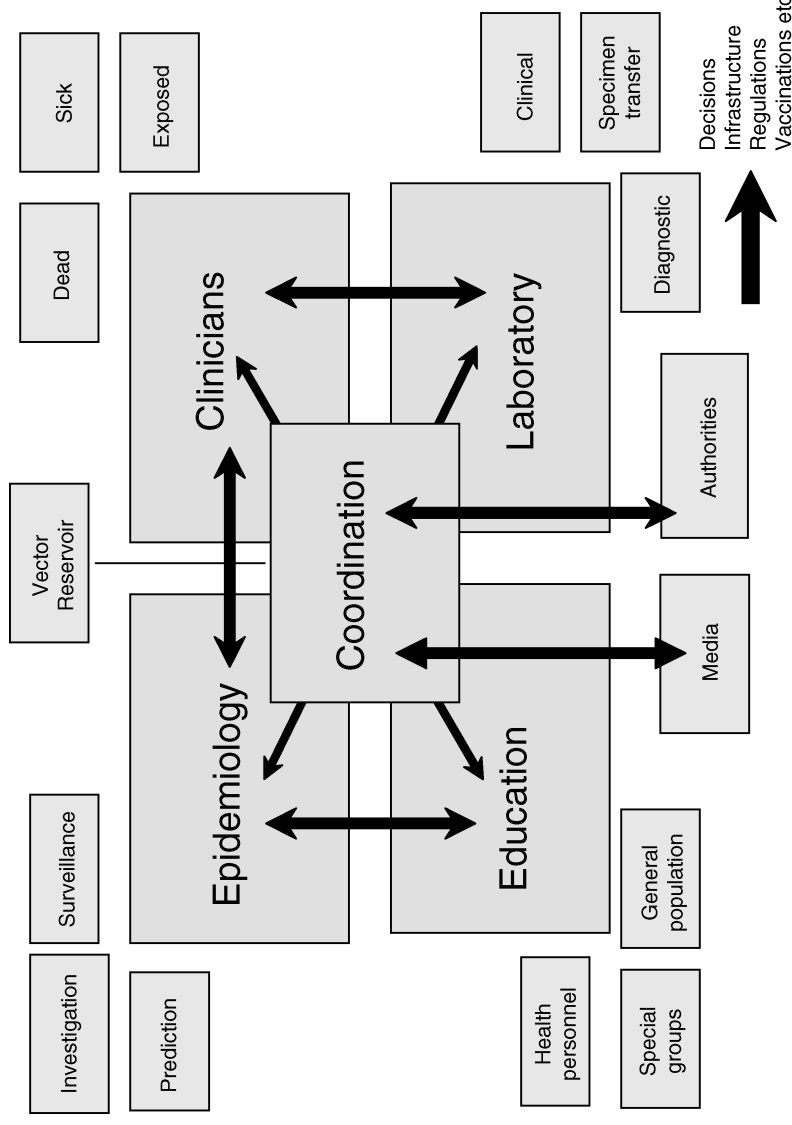 Vector
Reservoir
Investigation
Surveillance
Dead
Sick
Prediction
Exposed
Epidemiology
Clinicians
Coordination
Education
Laboratory
Health
personnel
Clinical
Special
groups
General
population
Diagnostic
Specimen
transfer
Media
Authorities
Decisions
Infrastructure
Regulations
Vaccinations etc